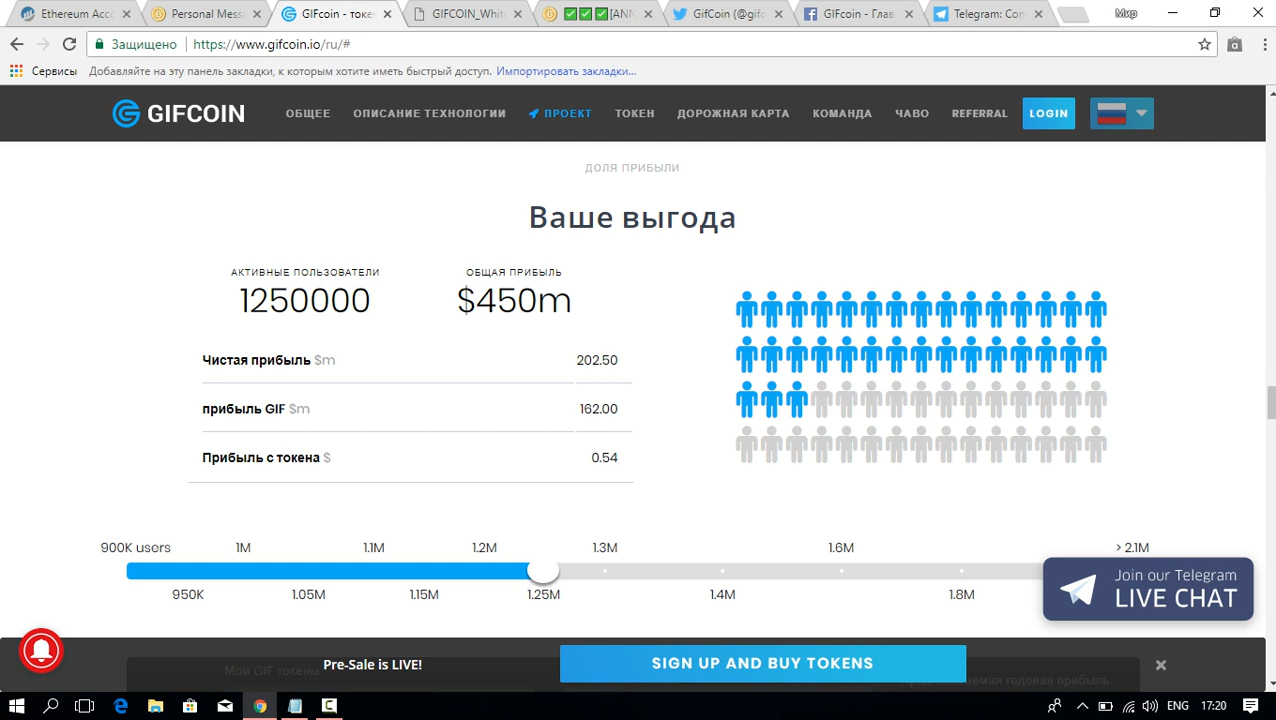 Ethereum Acco
Personal Mess
GIFcoin - токе
GIFCOIN_Whit
[ANN
GifCoin (@gifc
GIFcoin - Глав
Telegram: Con
Мир
Защищено
https://www.gifcoin.io/ru/#
Сервисы
Добавляйте на эту панель закладки, к которым хотите иметь быстрый доступ. Импортировать закладки...
GIFCOIN
ОБЩЕЕ
ОПИСАНИЕ ТЕХНОЛОГИИ
ПРОЕКТ
ТОКЕН
ДОРОЖНАЯ КАРТА
КОМАНДА
ЧАВО
REFERRAL
LOGIN
ДОЛЯ ПРИБЫЛИ
Ваше выгода
АКТИВНЫЕ ПОЛЬЗОВАТЕЛИ
1250000
ОБЩАЯ ПРИБЫЛЬ
$450m
Чистая прибыль $m 202.50
прибыль GIF $m 162.00
Прибыль с токена $ 0.54
900K users 1M 1.1M 1.2M 1.3M 1.6M > 2.1M
950K 1.05M 1.15M 1.25M 1.4M 1.8M
Join our Telegram
LIVE CHAT
Мои GIF токены
Pre-Sale is LIVE!
SIGN UP AND BUY TOKENS
годовая прибыль
ENG
17:20